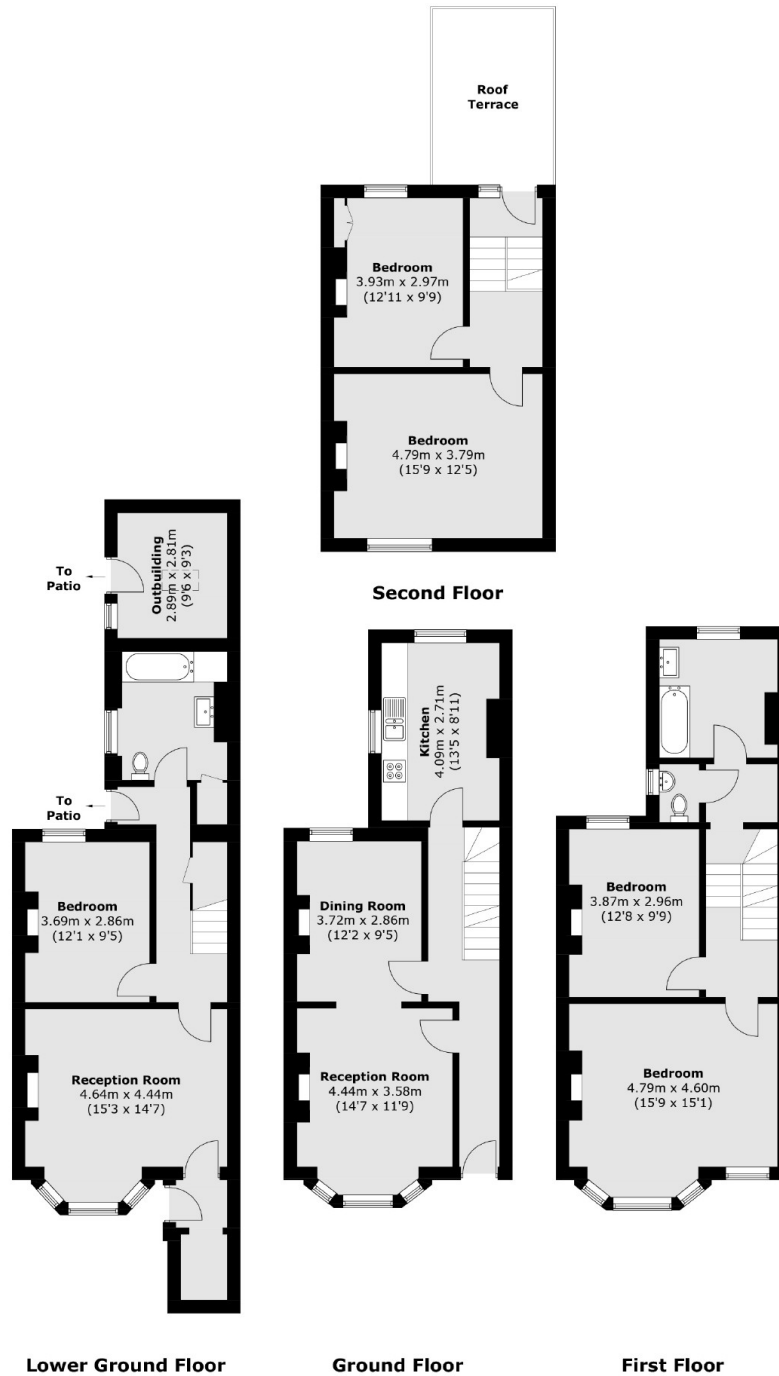 Roof
Terrace
Bedroom
3.93m x 2.97m
(12'11 x 9'9)
Bedroom
4.79m x 3.79m
(15'9 x 12'5)
Second Floor
To
Patio
Outbuilding
2.89m x 2.81m
(9'6 x 9'3)
To
Patio
Bedroom
3.69m x 2.86m
(12'1 x 9'5)
Reception Room
4.64m x 4.44m
(15'3 x 14'7)
Lower Ground Floor
Kitchen
4.09m x 2.71m
(13'5 x 8'11)
Dining Room
3.72m x 2.86m
(12'2 x 9'5)
Reception Room
4.44m x 3.58m
(14'7 x 11'9)
Ground Floor
Bedroom
3.87m x 2.96m
(12'8 x 9'9)
Bedroom
4.79m x 4.60m
(15'9 x 15'1)
First Floor